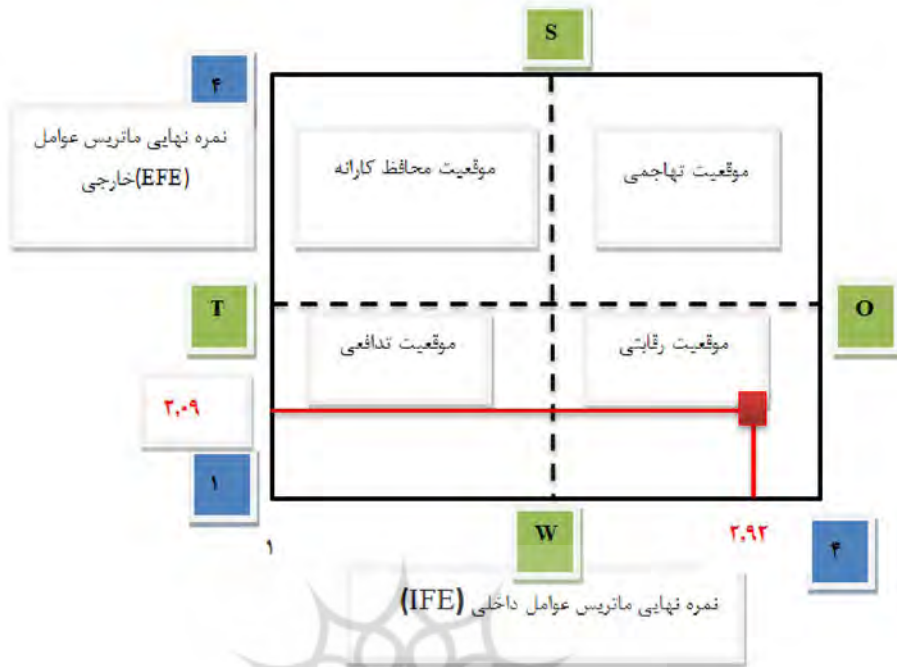 S
۴
نمره نهایی ماتریس عوامل
خارجی(EFE)
موقعیت محافظ کارانه
موقعیت تهاجمی
T
O
موقعیت تدافعی
موقعیت رقابتی
۲,۰۹
۱
۱
W
۲,۹۲
۴
نمره نهایی ماتریس عوامل داخلی (IFE)